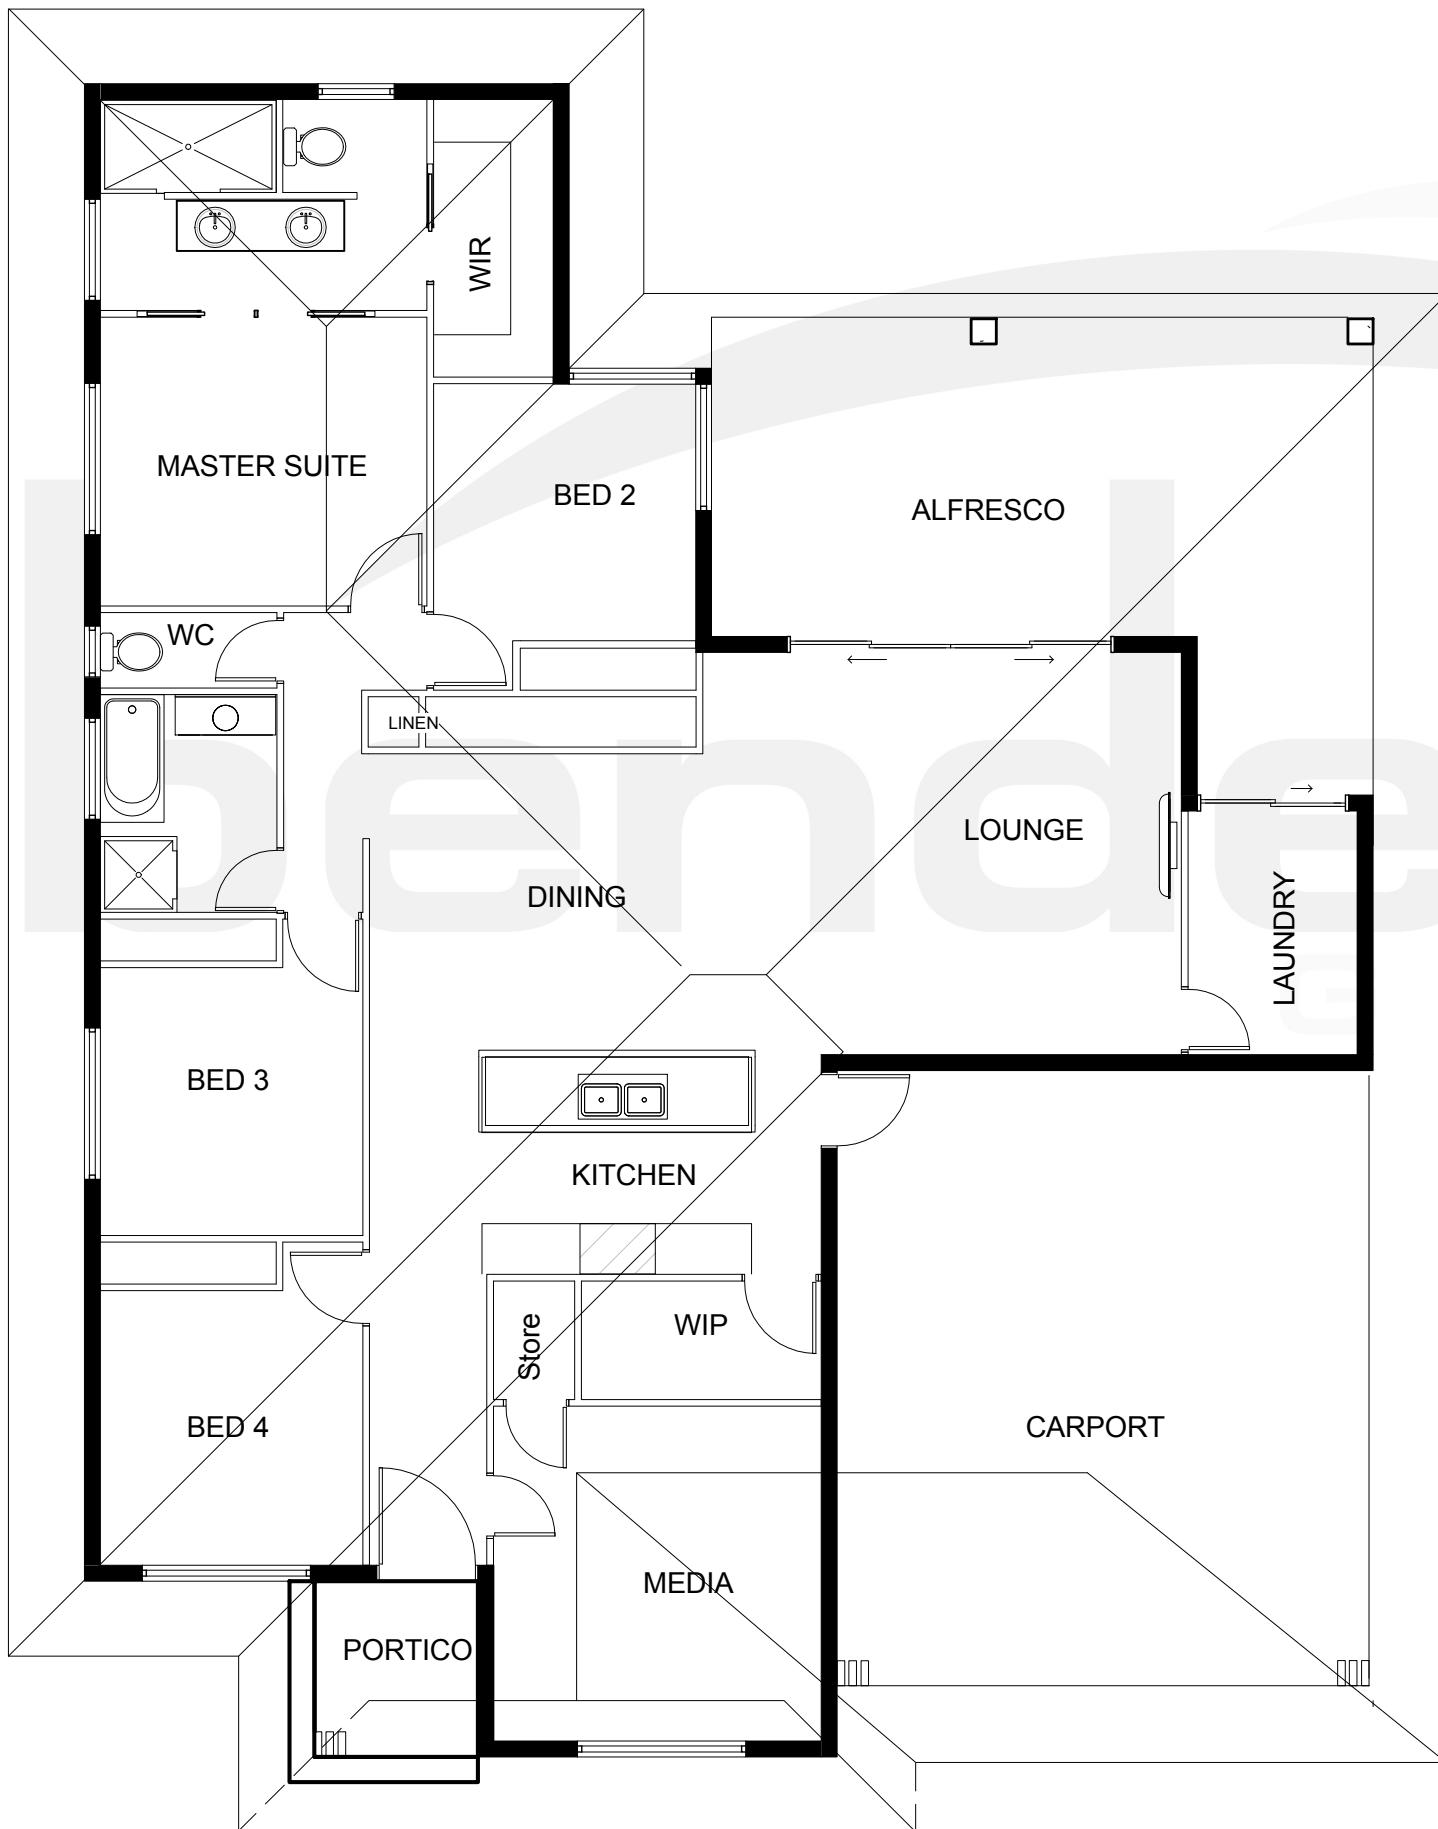 WIR
MASTER SUITE
BED 2
ALFRESCO
WC
LINEN
LOUNGE
DINING
LAUNDRY
BED 3
KITCHEN
Store
WIP
BED 4
CARPORT
MEDIA
PORTICO
bende